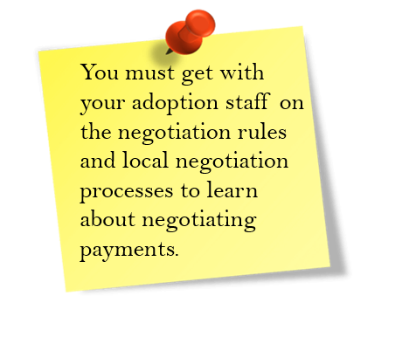 You must get with
your adoption staff on
the negotiation rules
and local negotiation
processes to learn
about negotiating
payments.